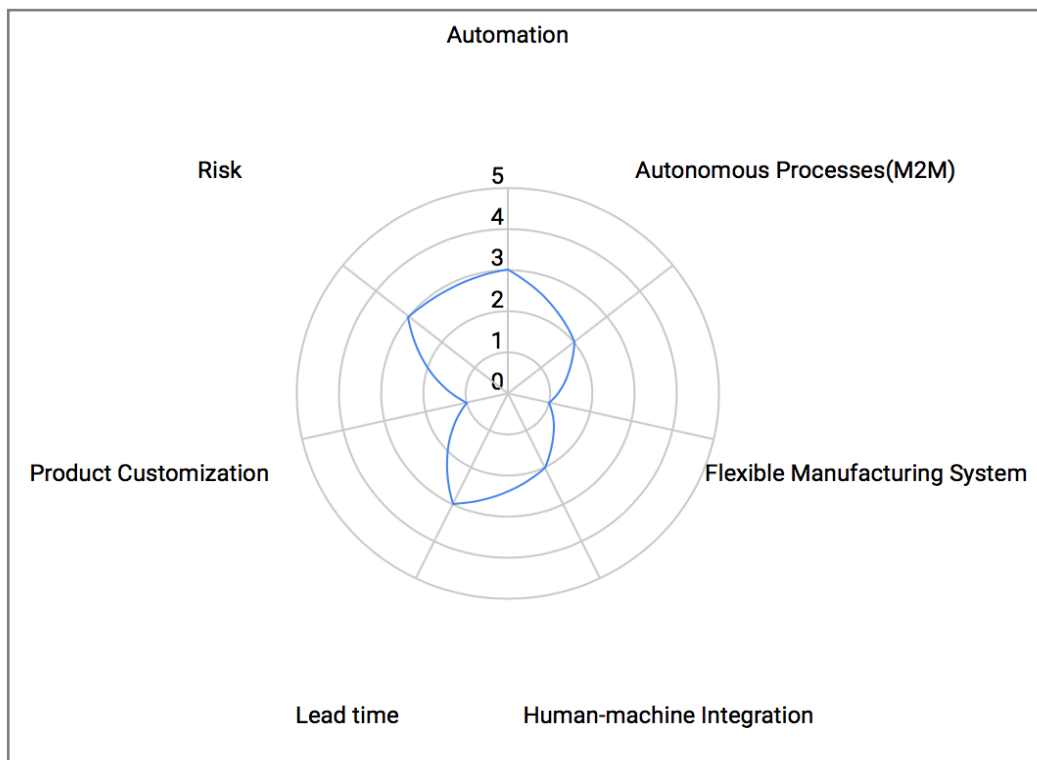 Automation
Risk
Autonomous Processes(M2M)
5
4
3
2
1
0
Product Customization
Flexible Manufacturing System
Lead time
Human-machine Integration